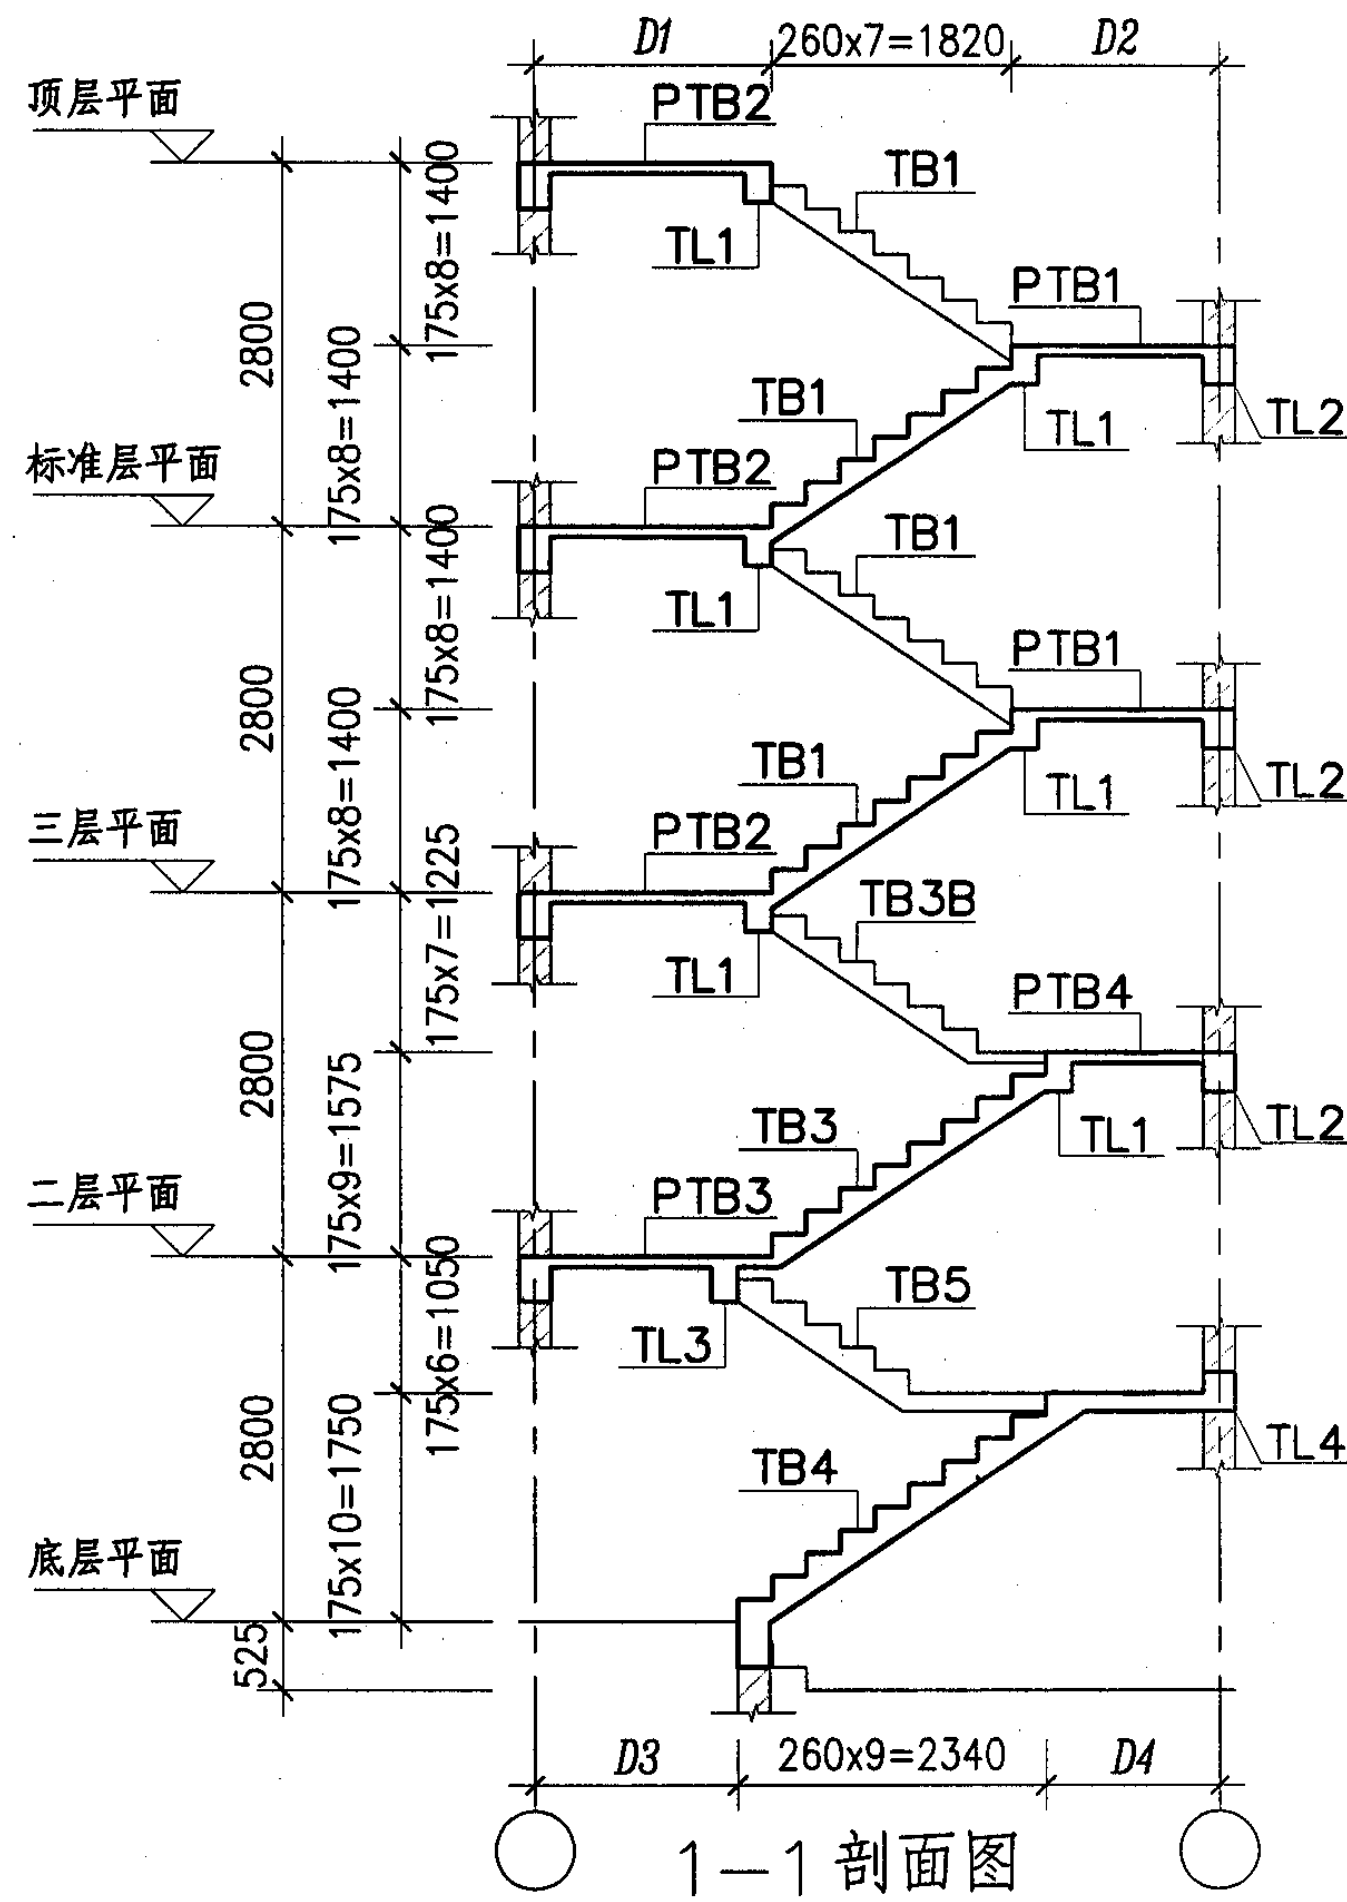 D1
260x7=1820
D2
顶层平面
PTB2
TB1
175x8=1400
TL1
PTB1
2800
175x8=1400
TB1
TL1
TL2
标准层平面
PTB2
TB1
175x8=1400
TL1
PTB1
2800
175x8=1400
TB1
TL1
TL2
三层平面
PTB2
TB3B
175x7=1225
TL1
PTB4
2800
175x9=1575
TB3
TL1
TL2
二层平面
PTB3
TB5
175x6=1050
TL3
2800
175x10=1750
TB4
TL4
底层平面
525
D3
260x9=2340
D4
1-1 剖面图